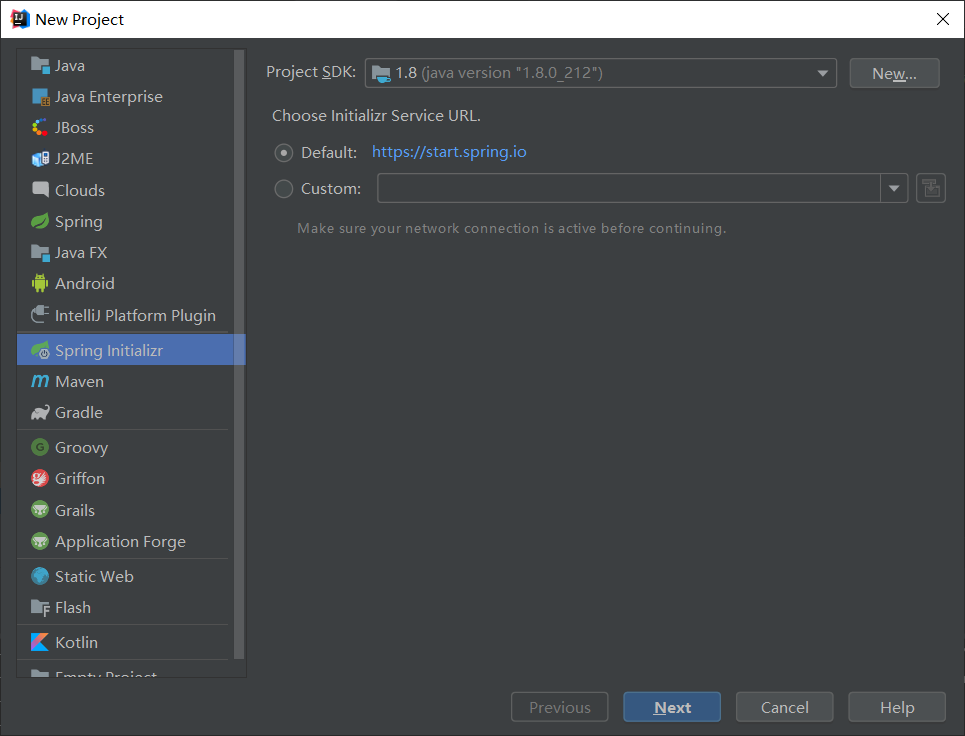 New Project
Java
Java Enterprise
JBoss
J2ME
Clouds
Spring
Java FX
Android
IntelliJ Platform Plugin
Spring Initializr
Maven
Gradle
Groovy
Griffon
Grails
Application Forge
Static Web
Flash
Kotlin
Empty Project
Project SDK: 1.8 (java version "1.8.0_212") New...
Choose Initializr Service URL.
Default: https://start.spring.io
Custom:
Make sure your network connection is active before continuing.
Previous Next Cancel Help